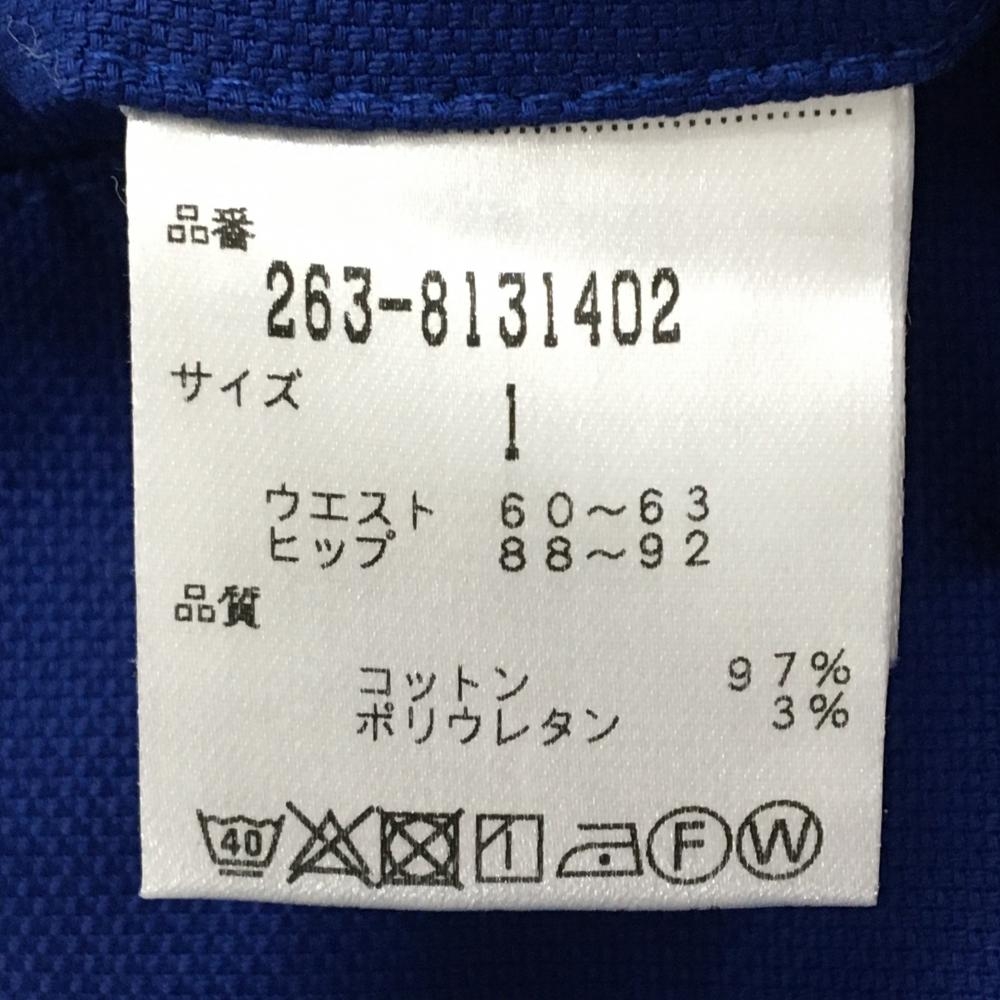 品番
263-8131402
サイズ
1
ウエスト 60～63
ヒップ 88～92
品質
コットン 97%
ポリウレタン 3%
40 F W